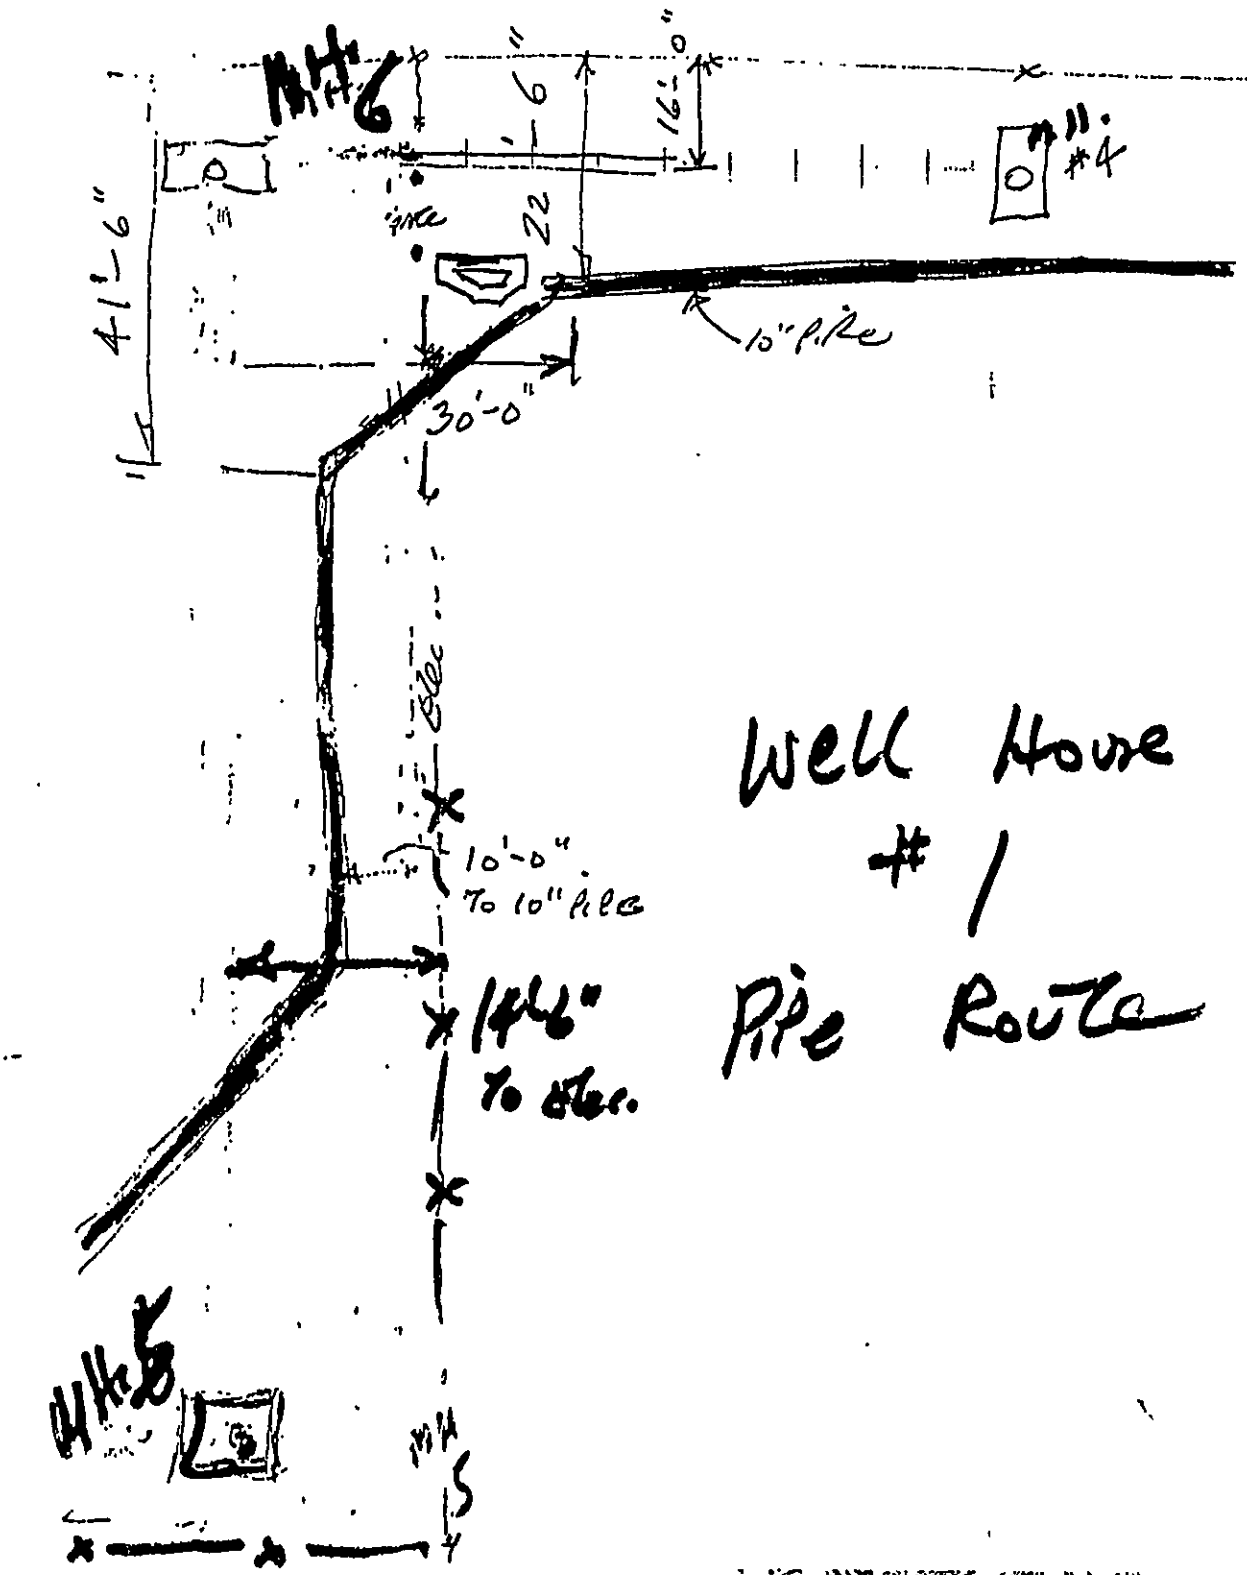 MH 6
22'-6"
16'-0"
#4
41'-6"
10" Pipe
30'-0"
Elec.
Well House
# 1
Pipe Route
10'-0"
To 10" Pipe
14'-6"
To Elec.
MH 5
MH
5